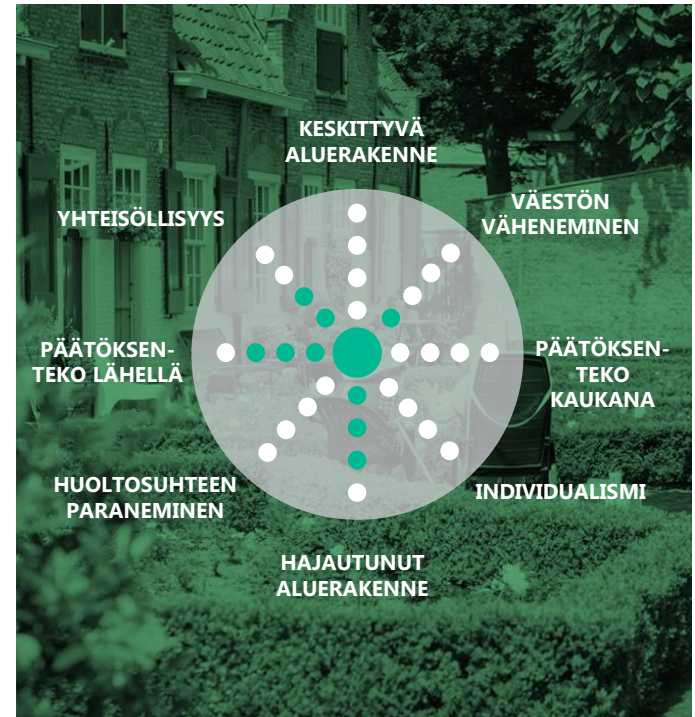 KESKITTYVÄ
ALUERAKENNE
VÄESTÖN
VÄHENEMINEN
YHTEISÖLLISYYS
PÄÄTÖKSEN-
TEKO LÄHELLÄ
PÄÄTÖKSEN-
TEKO
KAUKANA
HUOLTOSUHTEEN
PARANEMINEN
INDIVIDUALISMI
HAJAUTUNUT
ALUERAKENNE